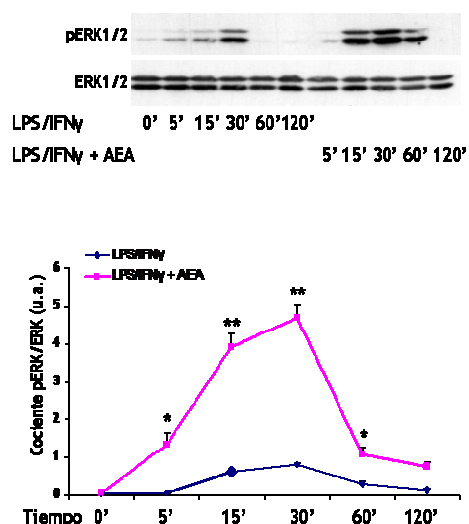 pERK1/2
ERK1/2
LPS/IFNγ 0' 5' 15' 30' 60' 120'
LPS/IFNγ + AEA 5' 15' 30' 60' 120'
LPS/IFNγ
LPS/IFNγ + AEA
Cociente pERK/ERK (u.a.)
6
5
4
3
2
1
0
* ** ** *
Tiempo 0' 5' 15' 30' 60' 120'